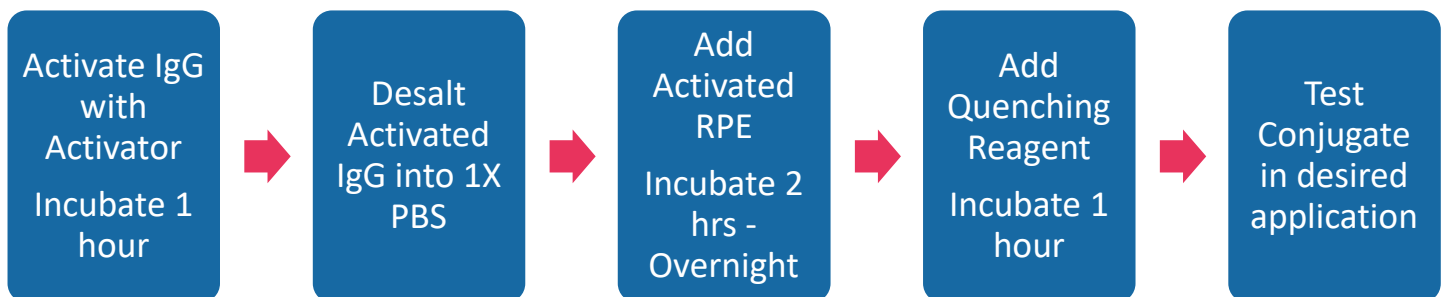 Activate IgG
with
Activator
Incubate 1
hour
Desalt
Activated
IgG into 1X
PBS
Add
Activated
RPE
Incubate 2
hrs -
Overnight
Add
Quenching
Reagent
Incubate 1
hour
Test
Conjugate
in desired
application